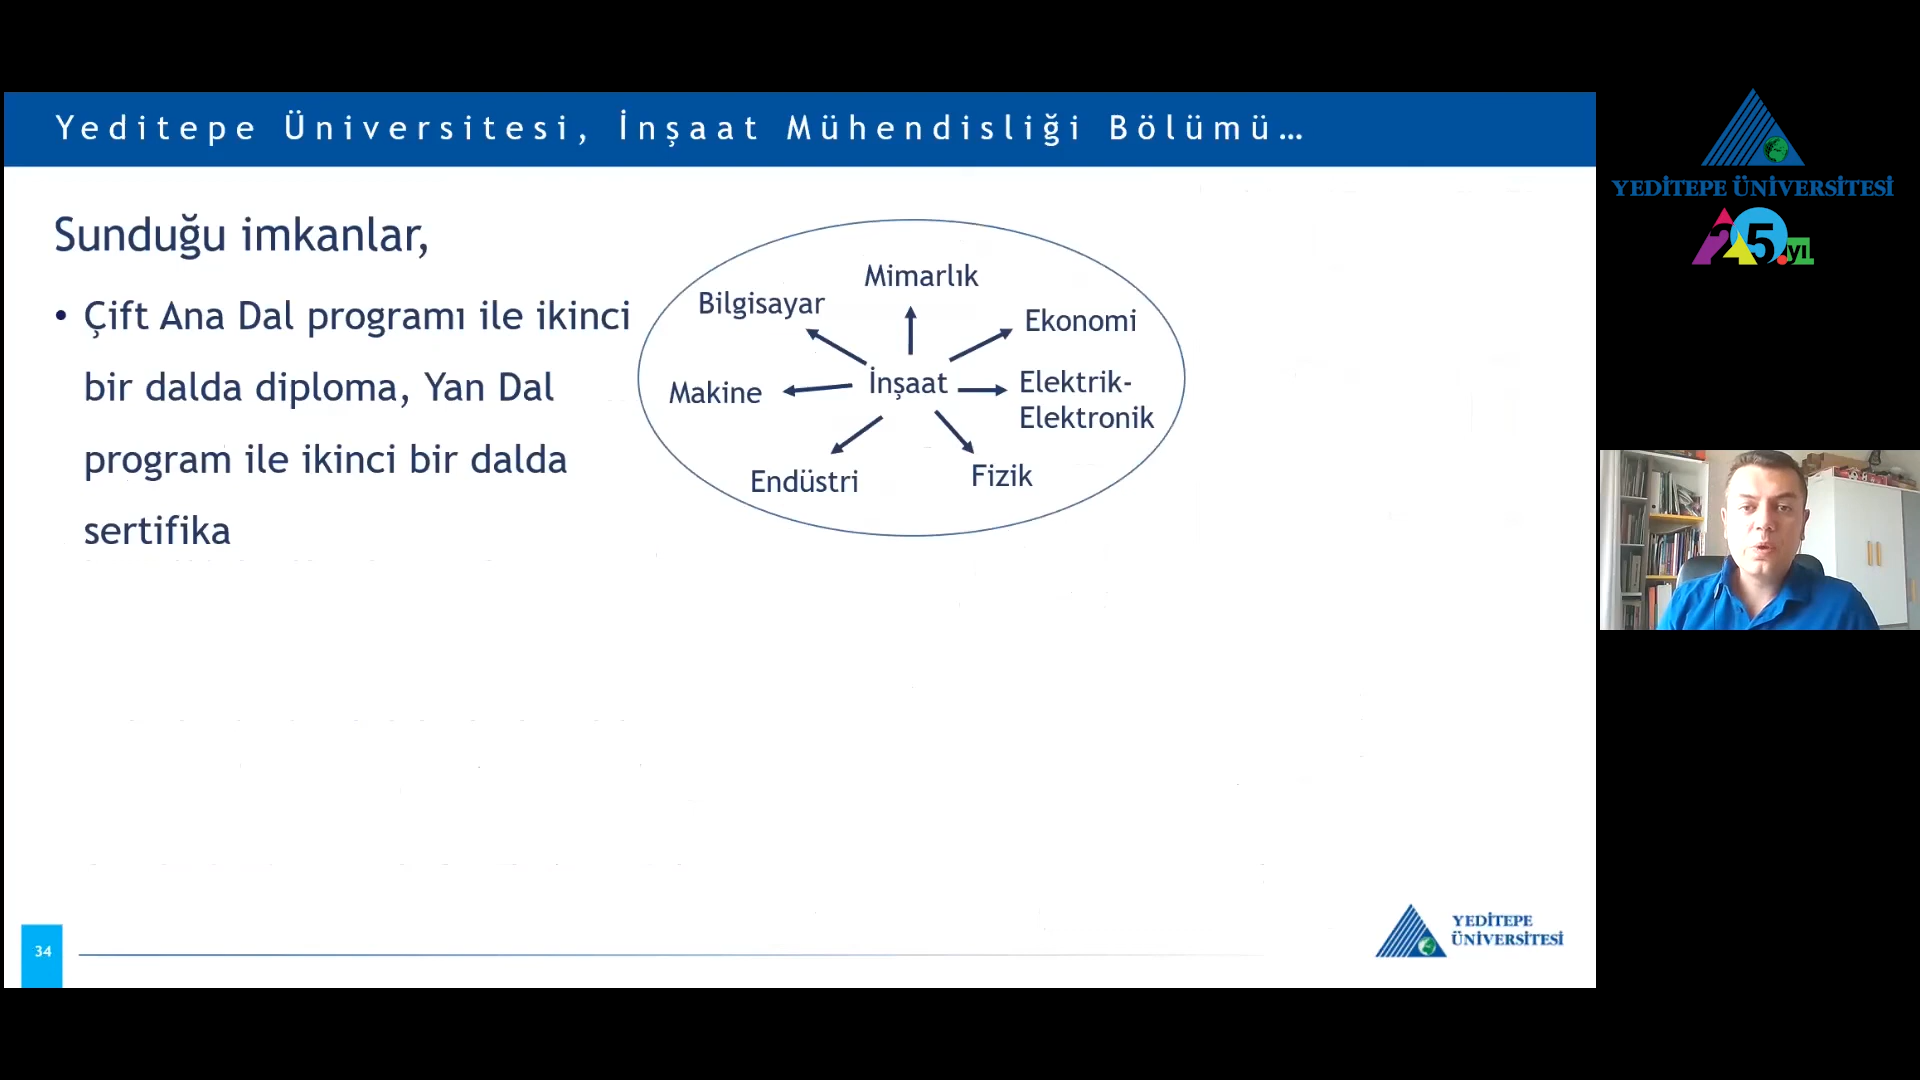 Yeditepe Üniversitesi, İnşaat Mühendisliği Bölümü…
Sunduğu imkanlar,
• Çift Ana Dal programı ile ikinci
bir dalda diploma, Yan Dal
program ile ikinci bir dalda
sertifika
Mimarlık
Bilgisayar
Ekonomi
İnşaat
Makine
Elektrik-
Elektronik
Endüstri
Fizik
34
YEDİTEPE
ÜNİVERSİTESİ
YEDİTEPE ÜNİVERSİTESİ
25.yıl